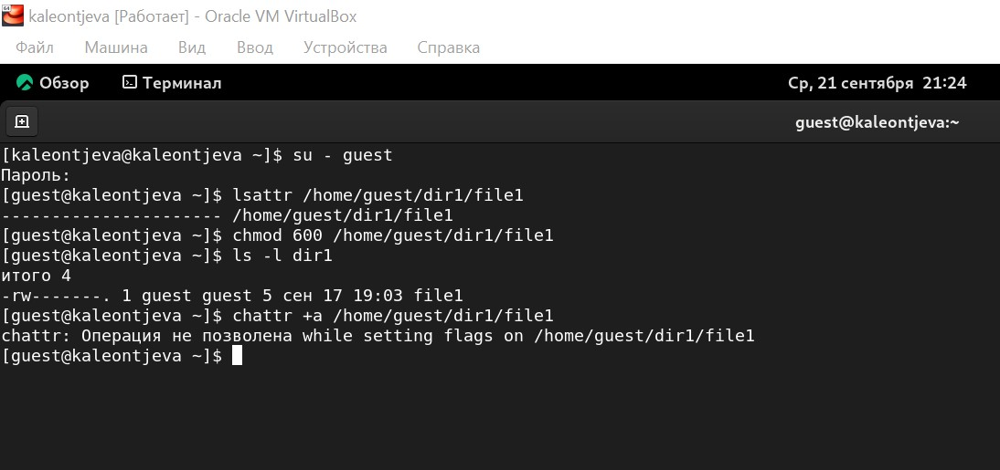 kaleontjeva [Работает] - Oracle VM VirtualBox
Файл Машина Вид Ввод Устройства Справка
Обзор Терминал Ср, 21 сентября 21:24
guest@kaleontjeva:~
[kaleontjeva@kaleontjeva ~]$ su - guest
Пароль:
[guest@kaleontjeva ~]$ lsattr /home/guest/dir1/file1
---------------------- /home/guest/dir1/file1
[guest@kaleontjeva ~]$ chmod 600 /home/guest/dir1/file1
[guest@kaleontjeva ~]$ ls -l dir1
итого 4
-rw-------. 1 guest guest 5 сен 17 19:03 file1
[guest@kaleontjeva ~]$ chattr +a /home/guest/dir1/file1
chattr: Операция не позволена while setting flags on /home/guest/dir1/file1
[guest@kaleontjeva ~]$